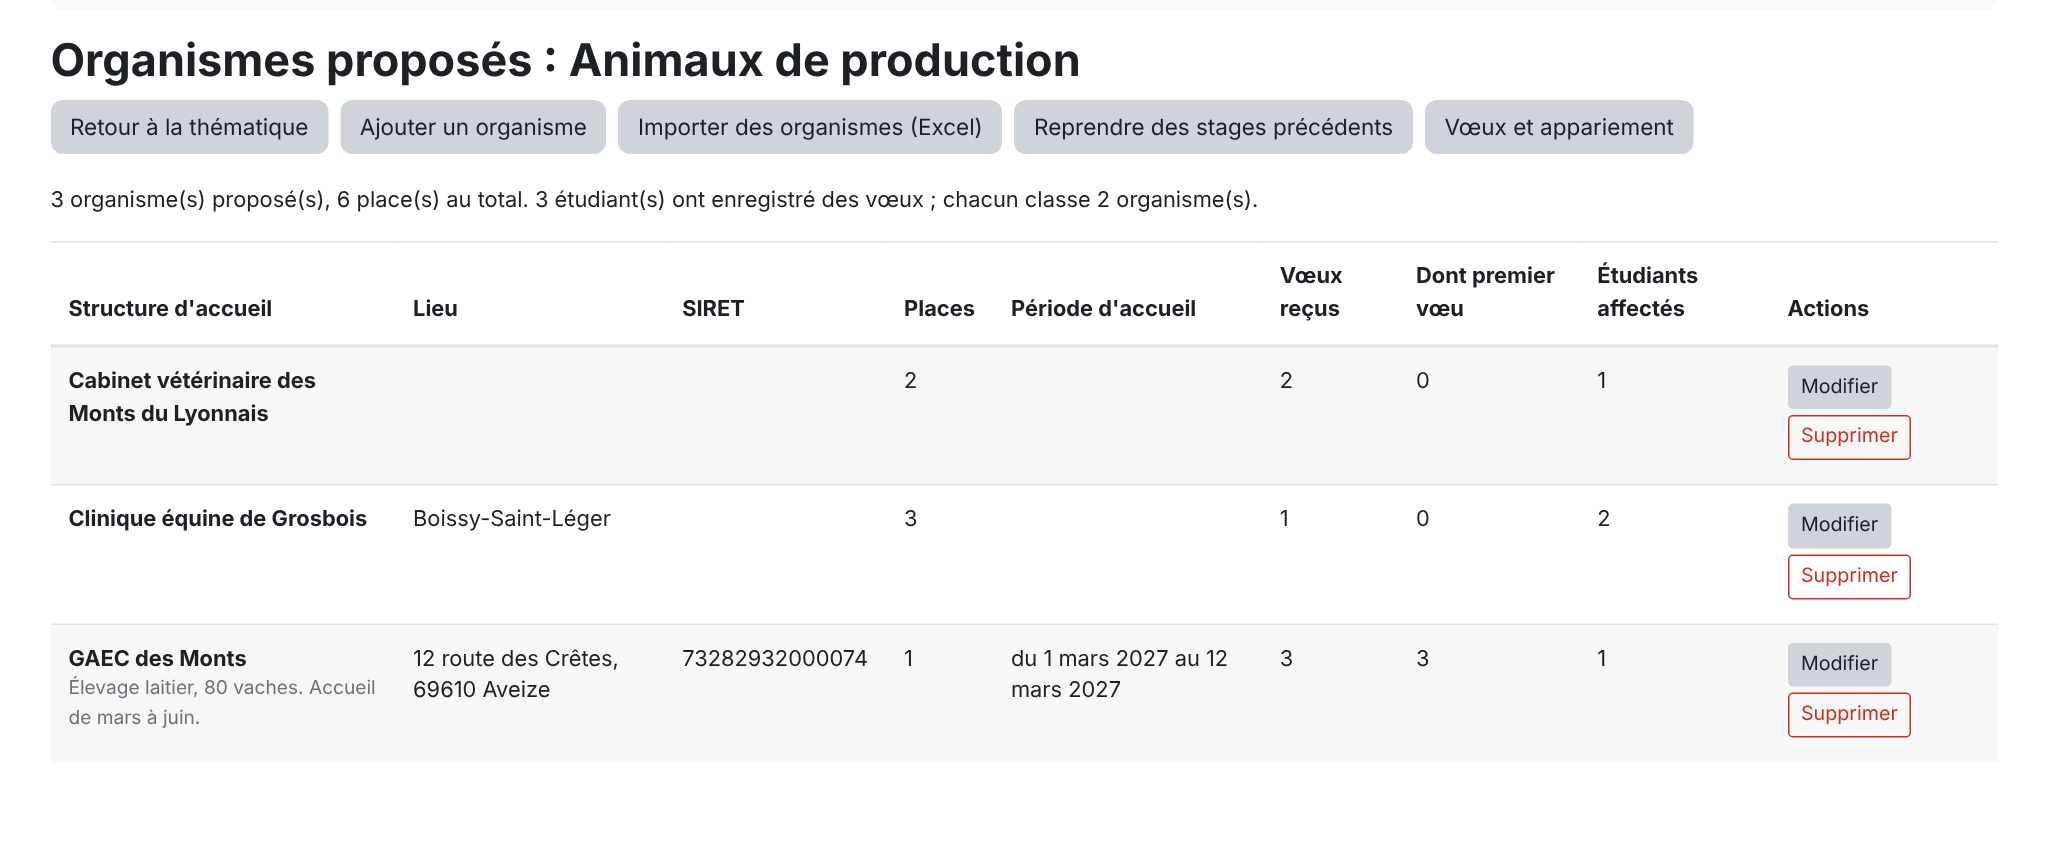 Organismes proposés : Animaux de production
Retour à la thématique
Ajouter un organisme
Importer des organismes (Excel)
Reprendre des stages précédents
Vœux et appariement
3 organisme(s) proposé(s), 6 place(s) au total. 3 étudiant(s) ont enregistré des vœux ; chacun classe 2 organisme(s).
Structure d'accueil
Lieu
SIRET
Places
Période d'accueil
Vœux
reçus
Dont premier
vœu
Étudiants
affectés
Actions
Cabinet vétérinaire des
Monts du Lyonnais
2
2
0
1
Modifier
Supprimer
Clinique équine de Grosbois
Boissy-Saint-Léger
3
1
0
2
Modifier
Supprimer
GAEC des Monts
Élevage laitier, 80 vaches. Accueil
de mars à juin.
12 route des Crêtes,
69610 Aveize
73282932000074
1
du 1 mars 2027 au 12
mars 2027
3
3
1
Modifier
Supprimer